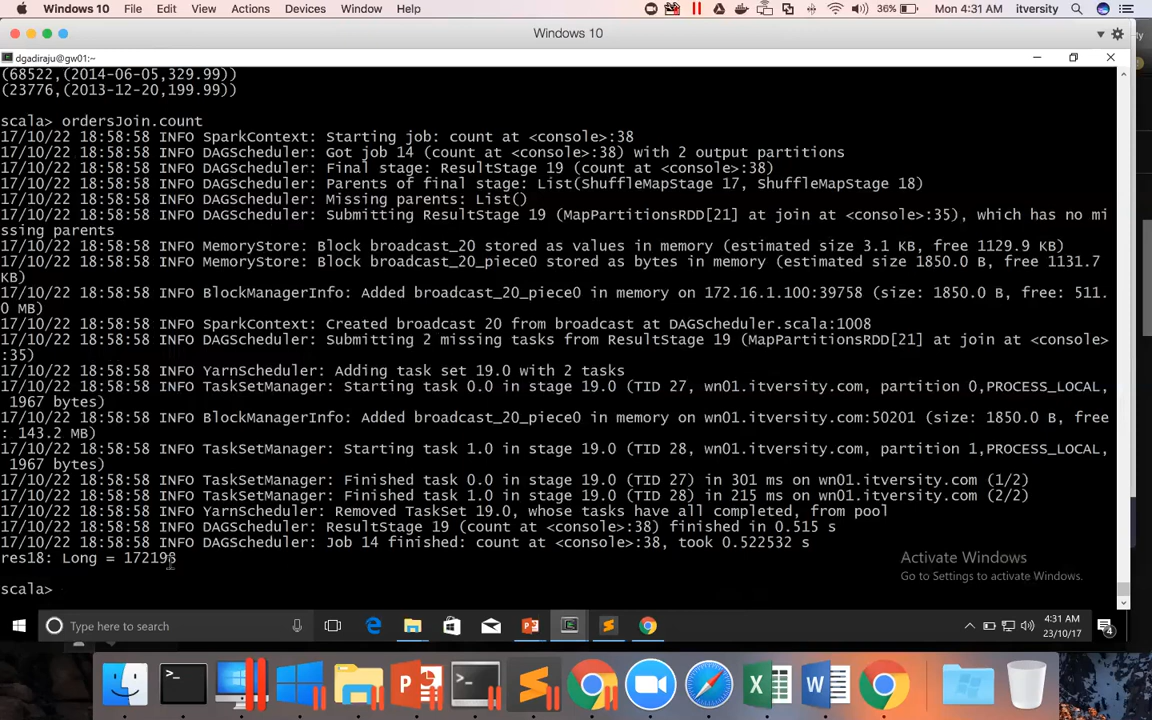 Windows 10 File Edit View Actions Devices Window Help 36% Mon 4:31 AM itversity
Windows 10
dgadiraju@gw01:~
(68522,(2014-06-05,329.99))
(23776,(2013-12-20,199.99))
scala> ordersJoin.count
17/10/22 18:58:58 INFO SparkContext: Starting job: count at <console>:38
17/10/22 18:58:58 INFO DAGScheduler: Got job 14 (count at <console>:38) with 2 output partitions
17/10/22 18:58:58 INFO DAGScheduler: Final stage: ResultStage 19 (count at <console>:38)
17/10/22 18:58:58 INFO DAGScheduler: Parents of final stage: List(ShuffleMapStage 17, ShuffleMapStage 18)
17/10/22 18:58:58 INFO DAGScheduler: Missing parents: List()
17/10/22 18:58:58 INFO DAGScheduler: Submitting ResultStage 19 (MapPartitionsRDD[21] at join at <console>:35), which has no mi
ssing parents
17/10/22 18:58:58 INFO MemoryStore: Block broadcast_20 stored as values in memory (estimated size 3.1 KB, free 1129.9 KB)
17/10/22 18:58:58 INFO MemoryStore: Block broadcast_20_piece0 stored as bytes in memory (estimated size 1850.0 B, free 1131.7
KB)
17/10/22 18:58:58 INFO BlockManagerInfo: Added broadcast_20_piece0 in memory on 172.16.1.100:39758 (size: 1850.0 B, free: 511.
0 MB)
17/10/22 18:58:58 INFO SparkContext: Created broadcast 20 from broadcast at DAGScheduler.scala:1008
17/10/22 18:58:58 INFO DAGScheduler: Submitting 2 missing tasks from ResultStage 19 (MapPartitionsRDD[21] at join at <console>
:35)
17/10/22 18:58:58 INFO YarnScheduler: Adding task set 19.0 with 2 tasks
17/10/22 18:58:58 INFO TaskSetManager: Starting task 0.0 in stage 19.0 (TID 27, wn01.itversity.com, partition 0,PROCESS_LOCAL,
1967 bytes)
17/10/22 18:58:58 INFO BlockManagerInfo: Added broadcast_20_piece0 in memory on wn01.itversity.com:50201 (size: 1850.0 B, free
: 143.2 MB)
17/10/22 18:58:58 INFO TaskSetManager: Starting task 1.0 in stage 19.0 (TID 28, wn01.itversity.com, partition 1,PROCESS_LOCAL,
1967 bytes)
17/10/22 18:58:58 INFO TaskSetManager: Finished task 0.0 in stage 19.0 (TID 27) in 301 ms on wn01.itversity.com (1/2)
17/10/22 18:58:58 INFO TaskSetManager: Finished task 1.0 in stage 19.0 (TID 28) in 215 ms on wn01.itversity.com (2/2)
17/10/22 18:58:58 INFO YarnScheduler: Removed TaskSet 19.0, whose tasks have all completed, from pool
17/10/22 18:58:58 INFO DAGScheduler: ResultStage 19 (count at <console>:38) finished in 0.515 s
17/10/22 18:58:58 INFO DAGScheduler: Job 14 finished: count at <console>:38, took 0.522532 s
res18: Long = 172198
scala>
Activate Windows
Go to Settings to activate Windows.
Type here to search
4:31 AM
23/10/17